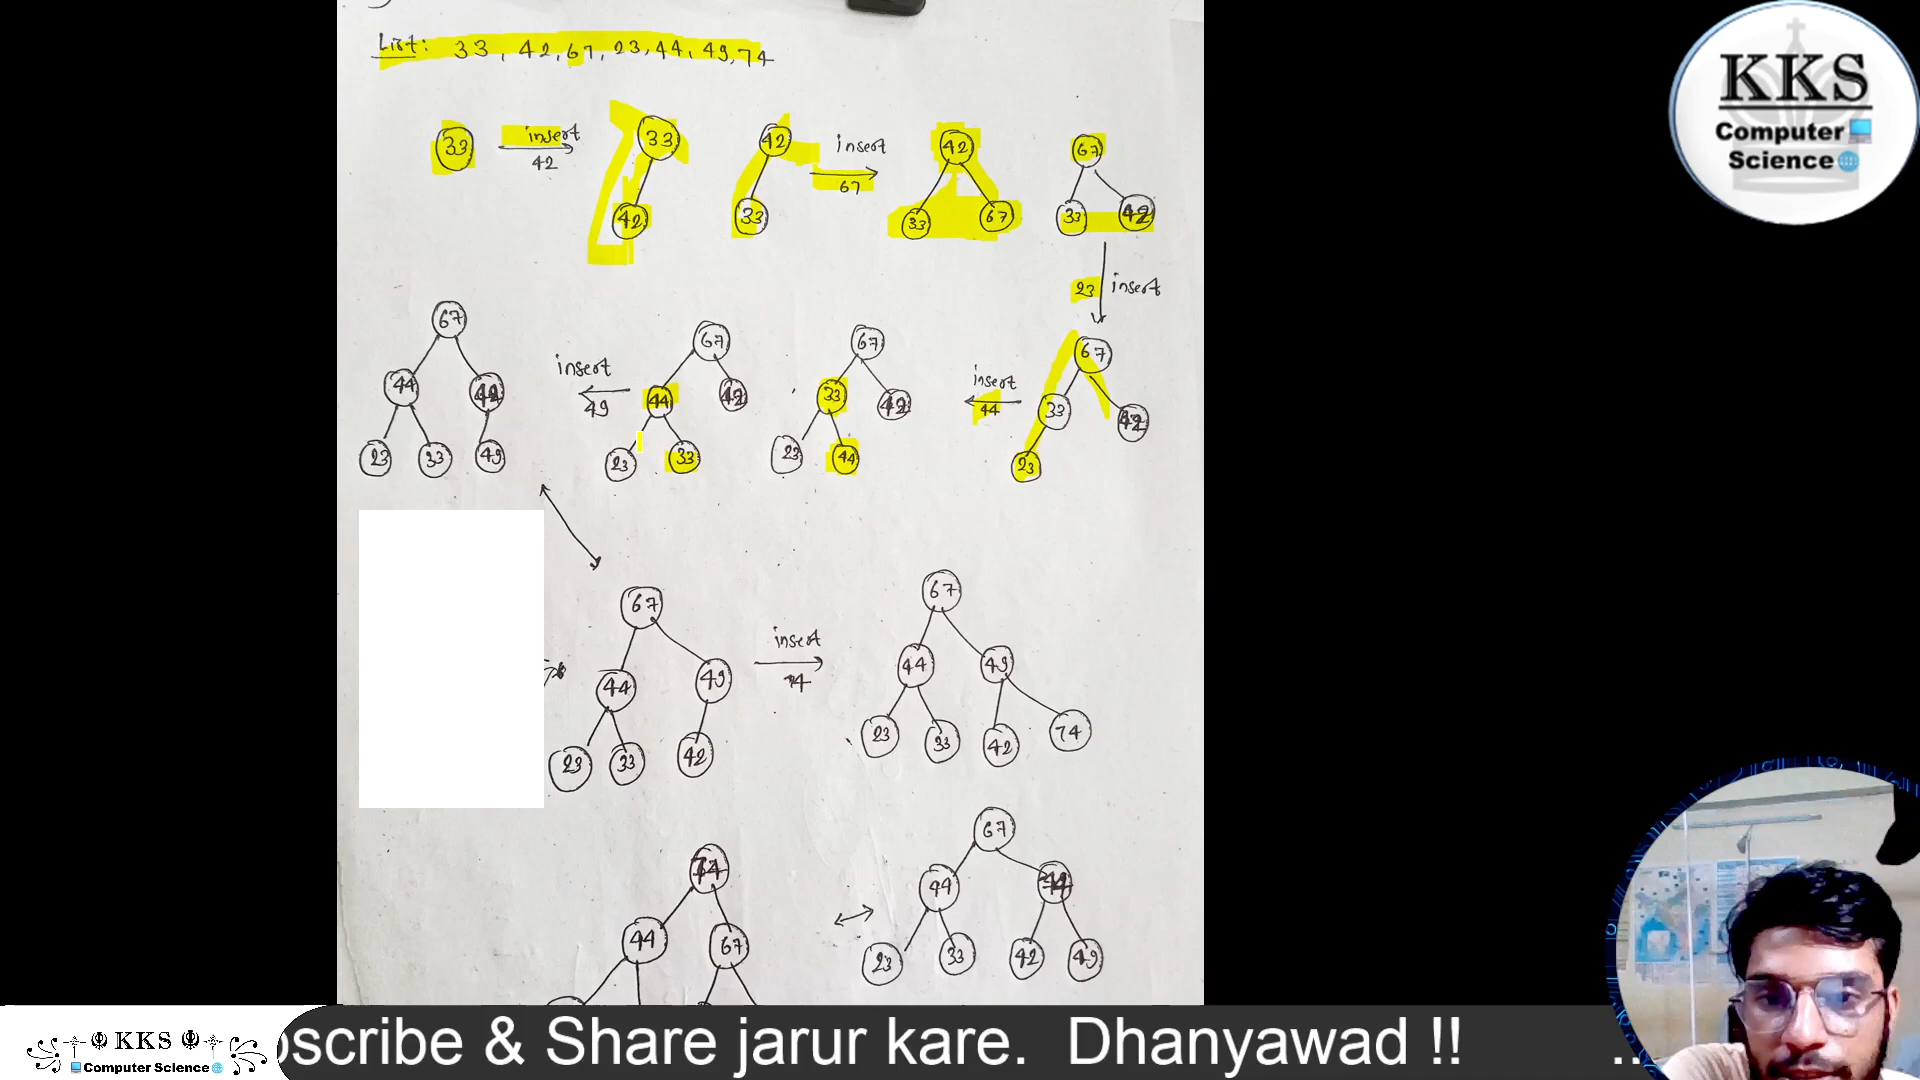 List: 33, 42, 67, 23, 44, 49, 74
KKS
Computer
Science
33 insert 42
33
42
42
33
insert 67
42
33 67
67
33 42
23 insert
67
33 42
23
insert 44
67
33 42
23 44
67
44 42
23 33
insert 49
67
44 42
23 33 49
67
44 49
23 33 42
insert 74
67
44 49
23 33 42 74
67
44 74
23 33 42 49
74
44 67
KKS
Computer Science
bscribe & Share jarur kare. Dhanyawad !!